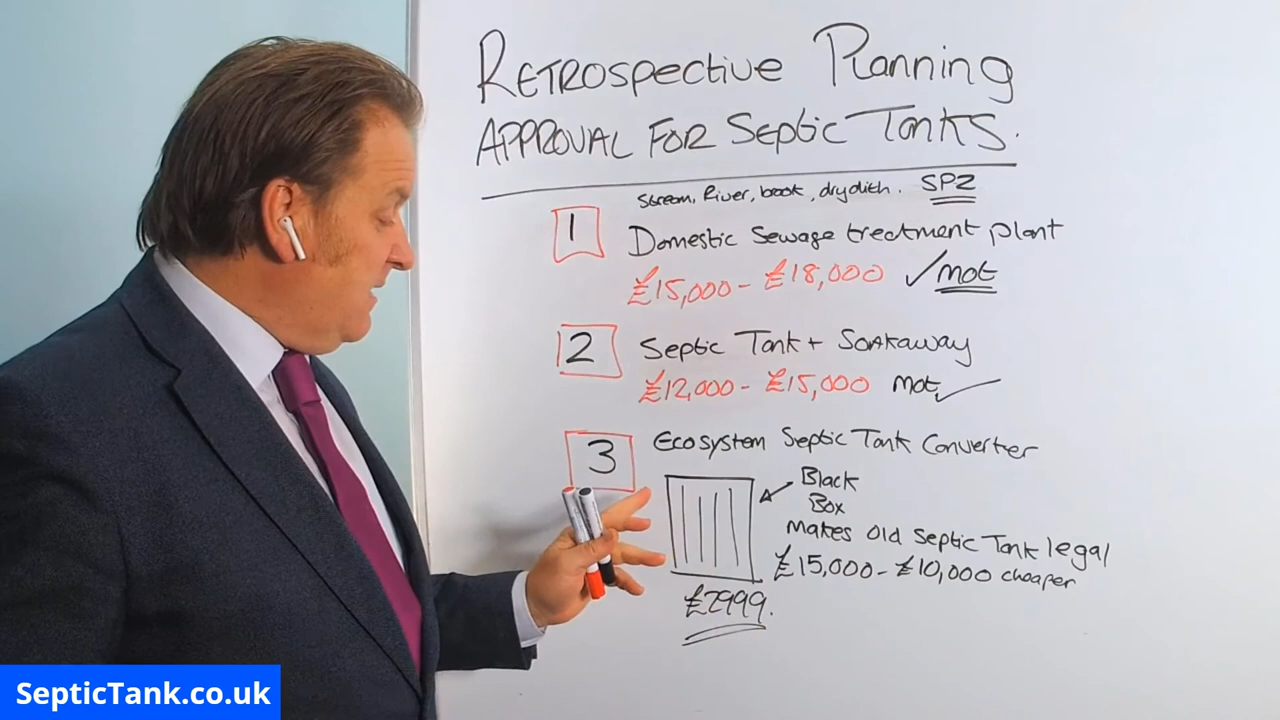 RETROSpective Planning
APPROVAL FOR Septic Tanks.
Stream, River, brook, dry ditch. SPZ
1
Domestic Sewage treatment plant
£15,000 - £18,000 ✓ mot
2
Septic Tank + Soakaway
£12,000 - £15,000 mot ✓
3
Ecosystem Septic Tank Converter
Black
Box
makes Old Septic Tank legal
£15,000 - £10,000 cheaper
£2999.
SepticTank.co.uk